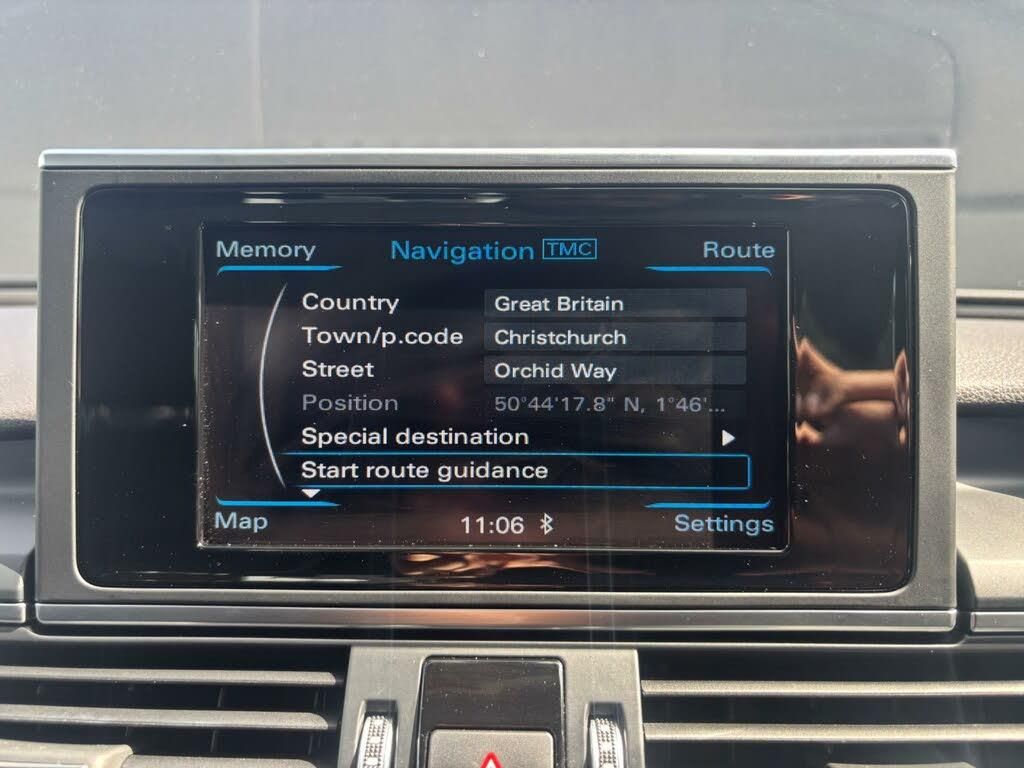 Memory Navigation TMC Route
Country Great Britain
Town/p.code Christchurch
Street Orchid Way
Position 50°44'17.8" N, 1°46'...
Special destination
Start route guidance
Map 11:06 Settings